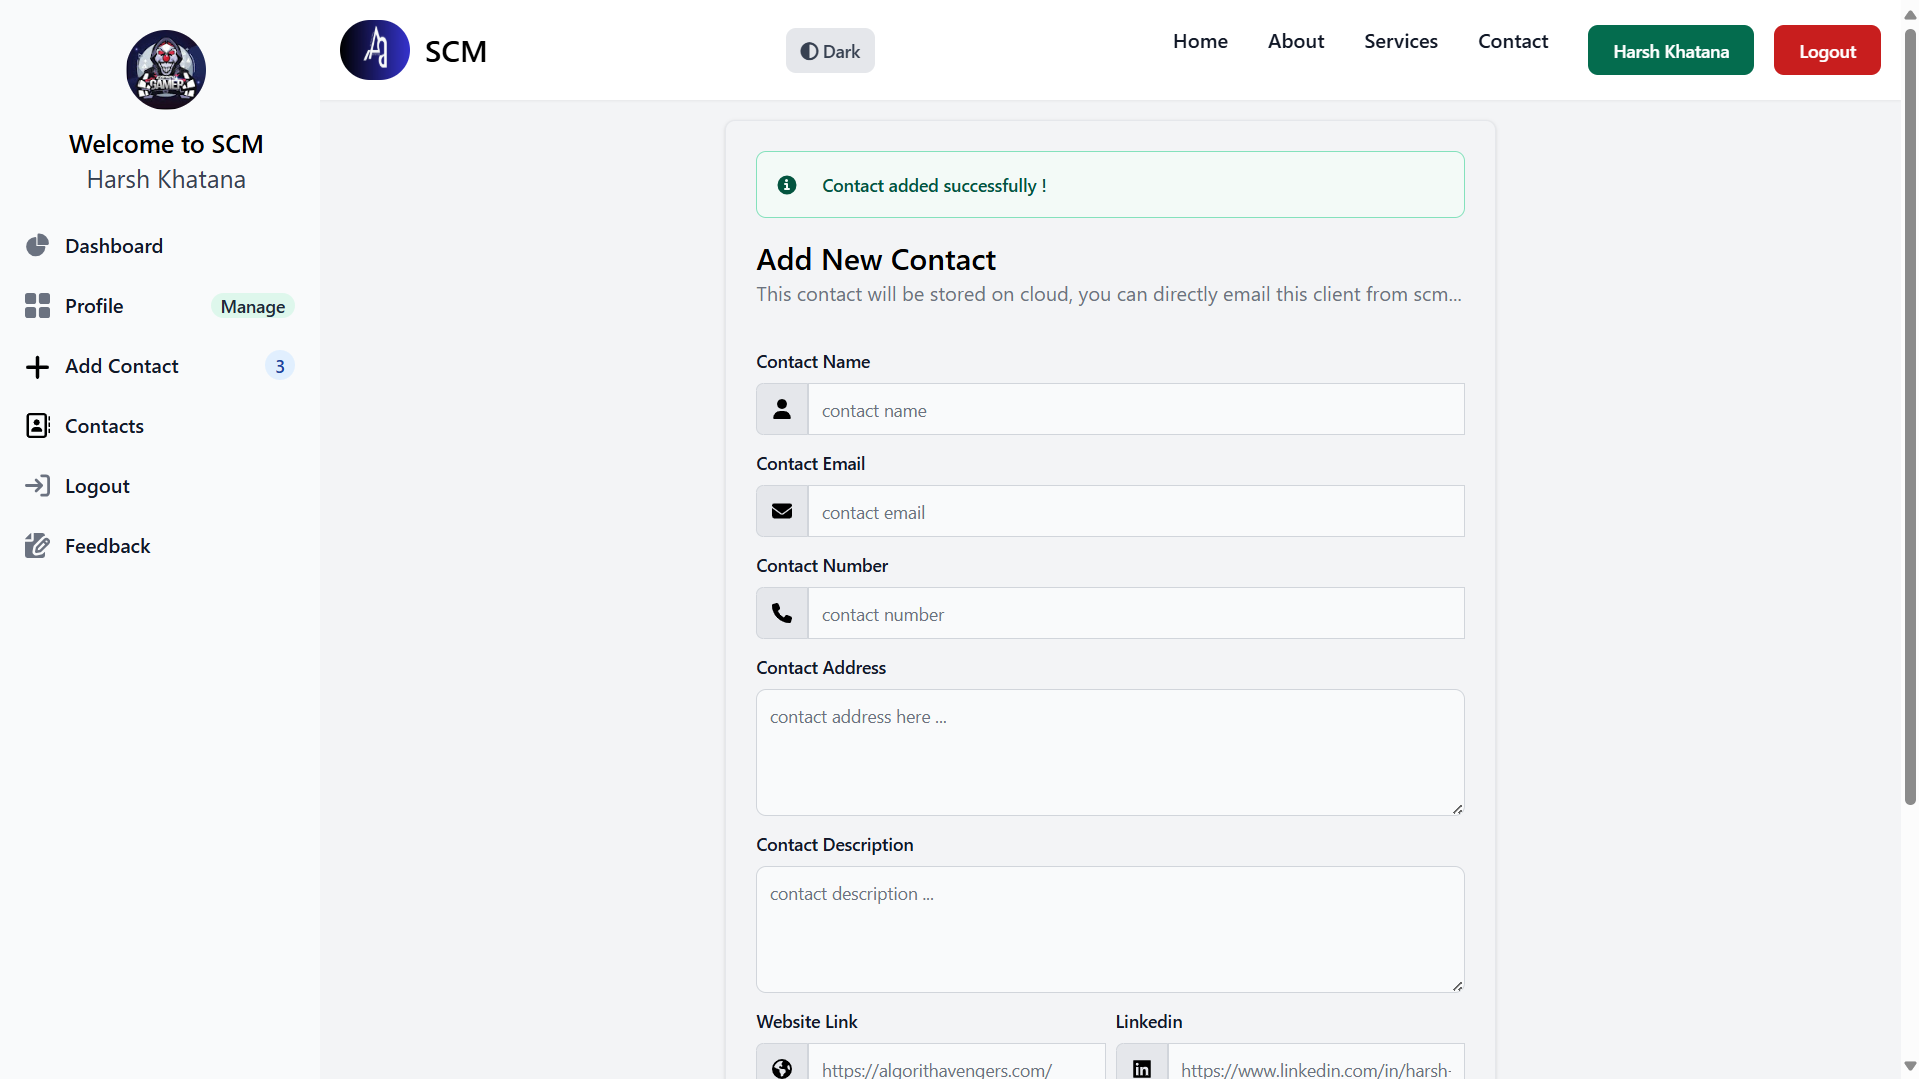 GAMER
Welcome to SCM
Harsh Khatana
Dashboard
Profile
Manage
Add Contact
3
Contacts
Logout
Feedback
SCM
Dark
Home
About
Services
Contact
Harsh Khatana
Logout
Contact added successfully !
Add New Contact
This contact will be stored on cloud, you can directly email this client from scm...
Contact Name
contact name
Contact Email
contact email
Contact Number
contact number
Contact Address
contact address here ...
Contact Description
contact description ...
Website Link
https://algorithavengers.com/
Linkedin
https://www.linkedin.com/in/harsh-